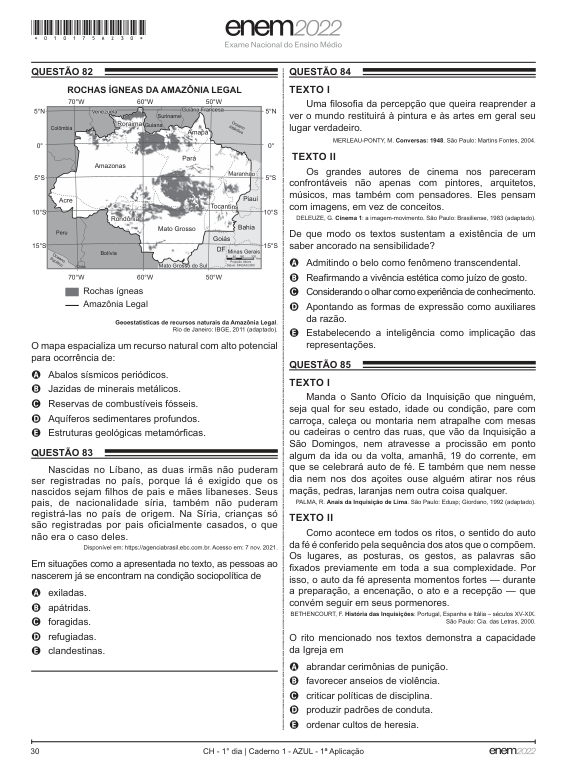 *010175AZ30*
enem2022
Exame Nacional do Ensino Médio
QUESTÃO 82
ROCHAS ÍGNEAS DA AMAZÔNIA LEGAL
70°W 60°W 50°W
5°N
0°
5°S
10°S
15°S
5°N
0°
5°S
10°S
15°S
Venezuela
Guiana Francesa
Suriname
Guiana
Colômbia
Roraima
Amapá
Oceano
Amazonas
Pará
Maranhão
Piauí
Acre
Tocantins
Rondônia
Bahia
Peru
Mato Grosso
Goiás
DF
Minas Gerais
Bolívia
Mato Grosso do Sul
70°W 60°W 50°W
Rochas ígneas
Amazônia Legal
Geoestatísticas de recursos naturais da Amazônia Legal.
Rio de Janeiro: IBGE, 2011 (adaptado).
O mapa espacializa um recurso natural com alto potencial
para ocorrência de:
A Abalos sísmicos periódicos.
B Jazidas de minerais metálicos.
C Reservas de combustíveis fósseis.
D Aquíferos sedimentares profundos.
E Estruturas geológicas metamórficas.
QUESTÃO 83
Nascidas no Líbano, as duas irmãs não puderam
ser registradas no país, porque lá é exigido que os
nascidos sejam filhos de pais e mães libaneses. Seus
pais, de nacionalidade síria, também não puderam
registrá-las no país de origem. Na Síria, crianças só
são registradas por pais oficialmente casados, o que
não era o caso deles.
Disponível em: https://agenciabrasil.ebc.com.br. Acesso em: 7 nov. 2021.
Em situações como a apresentada no texto, as pessoas ao
nascerem já se encontram na condição sociopolítica de
A exiladas.
B apátridas.
C foragidas.
D refugiadas.
E clandestinas.
QUESTÃO 84
TEXTO I
Uma filosofia da percepção que queira reaprender a
ver o mundo restituirá à pintura e às artes em geral seu
lugar verdadeiro.
MERLEAU-PONTY, M. Conversas: 1948. São Paulo: Martins Fontes, 2004.
TEXTO II
Os grandes autores de cinema nos pareceram
confrontáveis não apenas com pintores, arquitetos,
músicos, mas também com pensadores. Eles pensam
com imagens, em vez de conceitos.
DELEUZE, G. Cinema 1: a imagem-movimento. São Paulo: Brasiliense, 1983 (adaptado).
De que modo os textos sustentam a existência de um
saber ancorado na sensibilidade?
A Admitindo o belo como fenômeno transcendental.
B Reafirmando a vivência estética como juízo de gosto.
C Considerando o olhar como experiência de conhecimento.
D Apontando as formas de expressão como auxiliares
da razão.
E Estabelecendo a inteligência como implicação das
representações.
QUESTÃO 85
TEXTO I
Manda o Santo Ofício da Inquisição que ninguém,
seja qual for seu estado, idade ou condição, pare com
carroça, caleça ou montaria nem atrapalhe com mesas
ou cadeiras o centro das ruas, que vão da Inquisição a
São Domingos, nem atravesse a procissão em ponto
algum da ida ou da volta, amanhã, 19 do corrente, em
que se celebrará auto de fé. E também que nem nesse
dia nem nos dos açoites ouse alguém atirar nos réus
maçãs, pedras, laranjas nem outra coisa qualquer.
PALMA, R. Anais da Inquisição de Lima. São Paulo: Edusp; Giordano, 1992 (adaptado).
TEXTO II
Como acontece em todos os ritos, o sentido do auto
da fé é conferido pela sequência dos atos que o compõem.
Os lugares, as posturas, os gestos, as palavras são
fixados previamente em toda a sua complexidade. Por
isso, o auto da fé apresenta momentos fortes — durante
a preparação, a encenação, o ato e a recepção — que
convém seguir em seus pormenores.
BETHENCOURT, F. História das Inquisições: Portugal, Espanha e Itália – séculos XV-XIX.
São Paulo: Cia. das Letras, 2000.
O rito mencionado nos textos demonstra a capacidade
da Igreja em
A abrandar cerimônias de punição.
B favorecer anseios de violência.
C criticar políticas de disciplina.
D produzir padrões de conduta.
E ordenar cultos de heresia.
30
CH - 1° dia | Caderno 1 - AZUL - 1ª Aplicação
enem2022